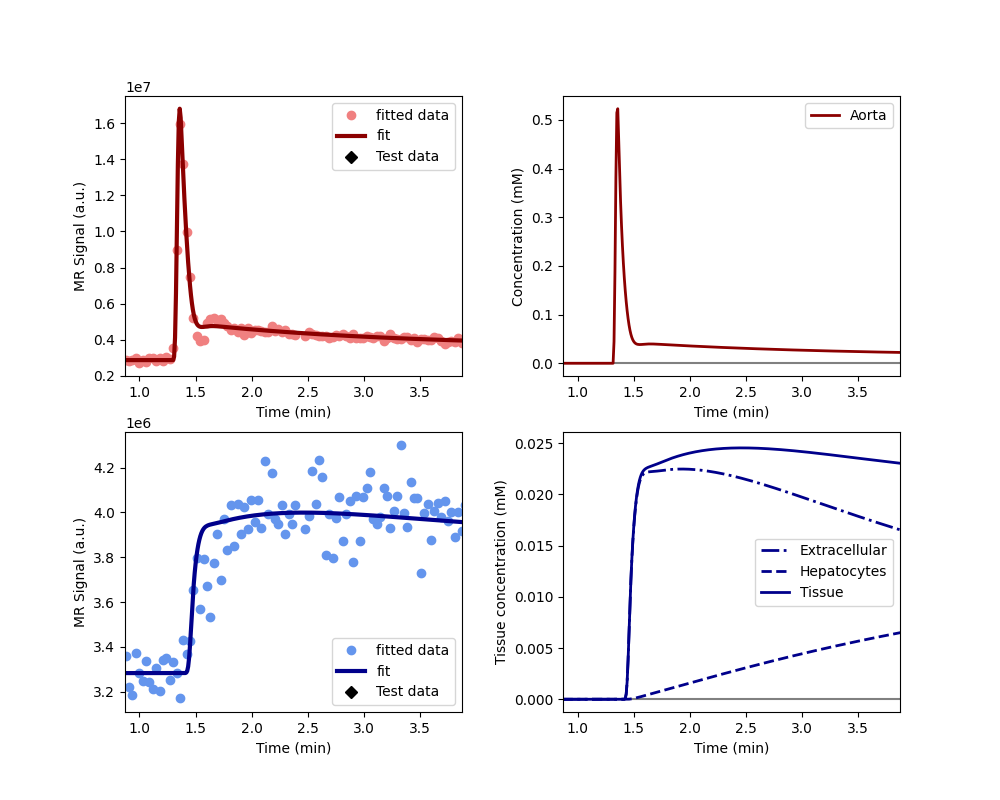 1e7
MR Signal (a.u.)
1.6
1.4
1.2
1.0
0.8
0.6
0.4
0.2
fitted data
fit
Test data
1.0 1.5 2.0 2.5 3.0 3.5
Time (min)
Concentration (mM)
0.5
0.4
0.3
0.2
0.1
0.0
Aorta
1.0 1.5 2.0 2.5 3.0 3.5
Time (min)
1e6
MR Signal (a.u.)
4.2
4.0
3.8
3.6
3.4
3.2
fitted data
fit
Test data
1.0 1.5 2.0 2.5 3.0 3.5
Time (min)
Tissue concentration (mM)
0.025
0.020
0.015
0.010
0.005
0.000
Extracellular
Hepatocytes
Tissue
1.0 1.5 2.0 2.5 3.0 3.5
Time (min)